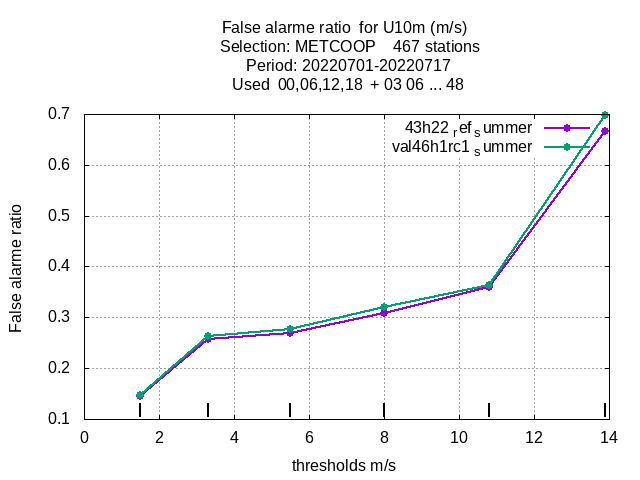 False alarme ratio  for U10m (m/s)
Selection: METCOOP    467 stations
Period: 20220701-20220717
Used  00,06,12,18  + 03 06 ... 48
43h22 ref summer
val46h1rc1 summer
0.7
0.6
0.5
0.4
0.3
0.2
0.1
False alarme ratio
0 2 4 6 8 10 12 14
thresholds m/s